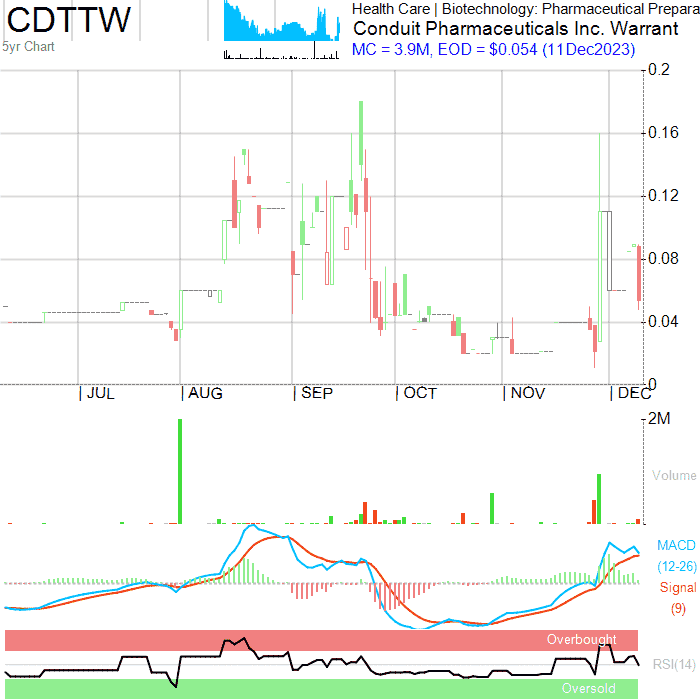 CDTTW
5yr Chart
Health Care | Biotechnology: Pharmaceutical Prepara
Conduit Pharmaceuticals Inc. Warrant
MC = 3.9M, EOD = $0.054 (11Dec2023)
0.2
0.16
0.12
0.08
0.04
0
| JUL | AUG | SEP | OCT | NOV | DEC
2M
Volume
MACD
(12-26)
Signal
(9)
Overbought
RSI(14)
Oversold